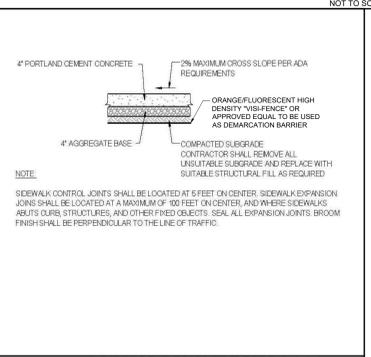 NOT TO SC
4" PORTLAND CEMENT CONCRETE
2% MAXIMUM CROSS SLOPE PER ADA
REQUIREMENTS
ORANGE/FLUORESCENT HIGH
DENSITY "VISI-FENCE" OR
APPROVED EQUAL TO BE USED
AS DEMARCATION BARRIER
4" AGGREGATE BASE
COMPACTED SUBGRADE
CONTRACTOR SHALL REMOVE ALL
UNSUITABLE SUBGRADE AND REPLACE WITH
SUITABLE STRUCTURAL FILL AS REQUIRED
NOTE:
SIDEWALK CONTROL JOINTS SHALL BE LOCATED AT 5 FEET ON CENTER. SIDEWALK EXPANSION
JOINS SHALL BE LOCATED AT A MAXIMUM OF 100 FEET ON CENTER, AND WHERE SIDEWALKS
ABUTS CURB, STRUCTURES, AND OTHER FIXED OBJECTS. SEAL ALL EXPANSION JOINTS. BROOM
FINISH SHALL BE PERPENDICULAR TO THE LINE OF TRAFFIC.